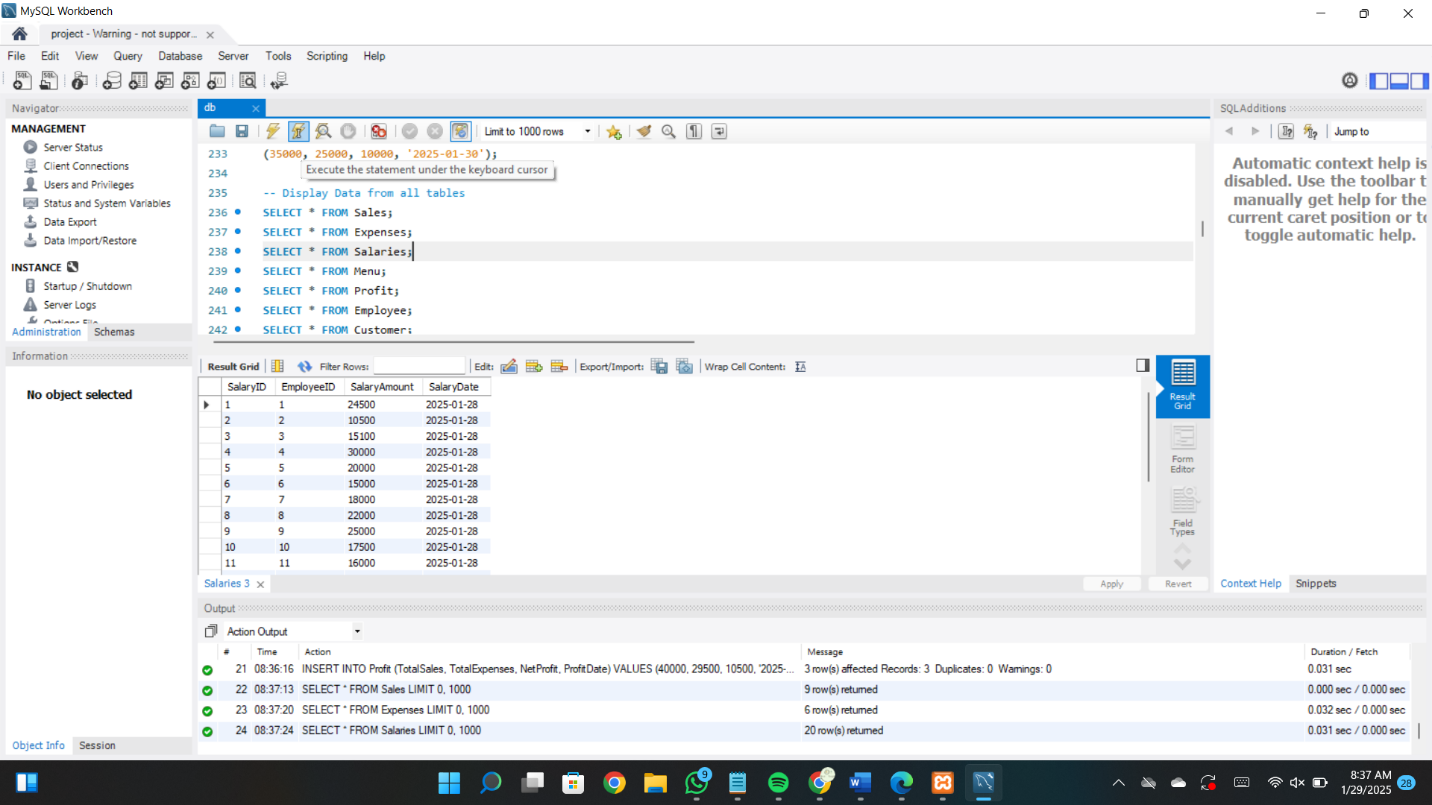 MySQL Workbench
project - Warning - not suppor...
File Edit View Query Database Server Tools Scripting Help
Navigator
MANAGEMENT
Server Status
Client Connections
Users and Privileges
Status and System Variables
Data Export
Data Import/Restore
INSTANCE
Startup / Shutdown
Server Logs
Options File
Administration Schemas
Information
No object selected
Object Info Session
db
Limit to 1000 rows
233 (35000, 25000, 10000, '2025-01-30');
Execute the statement under the keyboard cursor
234
235 -- Display Data from all tables
236 SELECT * FROM Sales;
237 SELECT * FROM Expenses;
238 SELECT * FROM Salaries;
239 SELECT * FROM Menu;
240 SELECT * FROM Profit;
241 SELECT * FROM Employee;
242 SELECT * FROM Customer;
Result Grid Filter Rows: Edit: Export/Import: Wrap Cell Content:
SalaryID EmployeeID SalaryAmount SalaryDate
1 1 24500 2025-01-28
2 2 10500 2025-01-28
3 3 15100 2025-01-28
4 4 30000 2025-01-28
5 5 20000 2025-01-28
6 6 15000 2025-01-28
7 7 18000 2025-01-28
8 8 22000 2025-01-28
9 9 25000 2025-01-28
10 10 17500 2025-01-28
11 11 16000 2025-01-28
Result
Grid
Form
Editor
Field
Types
Salaries 3 Apply Revert
SQLAdditions
Jump to
Automatic context help is
disabled. Use the toolbar t
manually get help for the
current caret position or to
toggle automatic help.
Context Help Snippets
Output
Action Output
# Time Action Message Duration / Fetch
21 08:36:16 INSERT INTO Profit (TotalSales, TotalExpenses, NetProfit, ProfitDate) VALUES (40000, 29500, 10500, '2025-... 3 row(s) affected Records: 3 Duplicates: 0 Warnings: 0 0.031 sec
22 08:37:13 SELECT * FROM Sales LIMIT 0, 1000 9 row(s) returned 0.000 sec / 0.000 sec
23 08:37:20 SELECT * FROM Expenses LIMIT 0, 1000 6 row(s) returned 0.032 sec / 0.000 sec
24 08:37:24 SELECT * FROM Salaries LIMIT 0, 1000 20 row(s) returned 0.031 sec / 0.000 sec
9
8:37 AM
1/29/2025
28